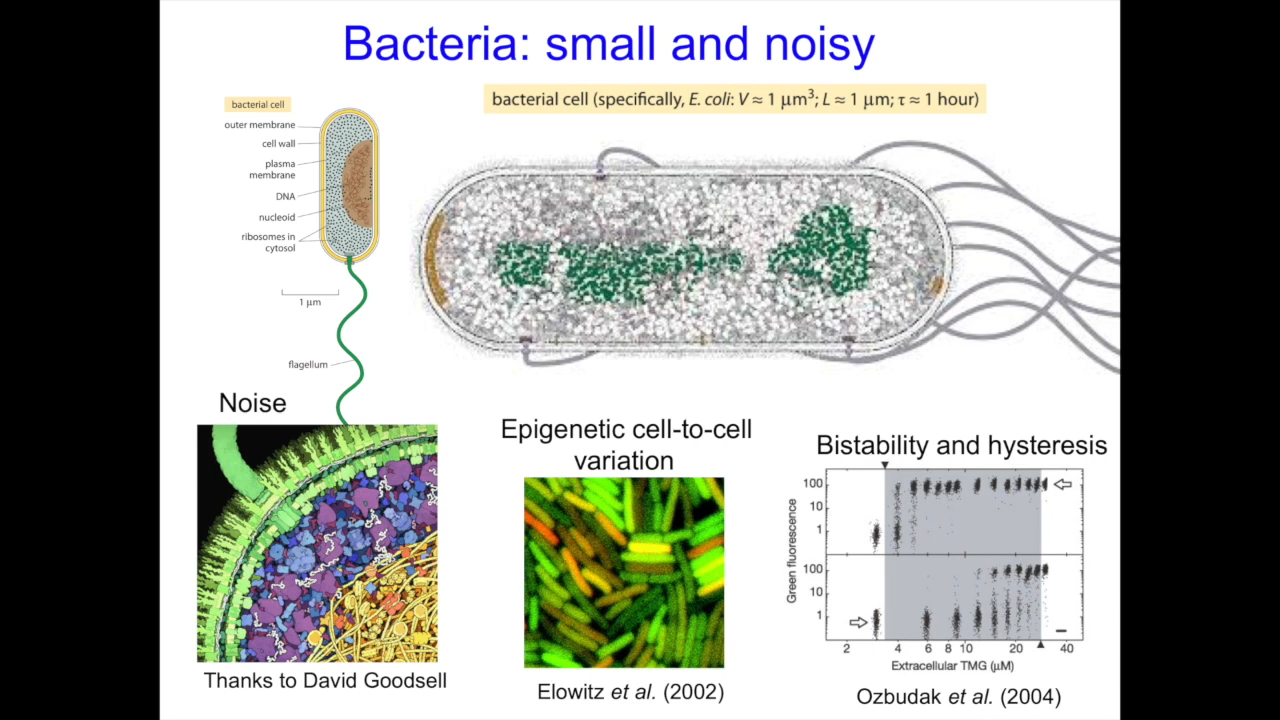 Bacteria: small and noisy
bacterial cell
outer membrane
cell wall
plasma
membrane
DNA
nucleoid
ribosomes in
cytosol
1 μm
flagellum
bacterial cell (specifically, E. coli: V ≈ 1 μm³; L ≈ 1 μm; τ ≈ 1 hour)
Noise
Thanks to David Goodsell
Epigenetic cell-to-cell
variation
Elowitz et al. (2002)
Bistability and hysteresis
Green fluorescence
100
10
1
100
10
1
2 4 6 8 10 20 40
Extracellular TMG (μM)
Ozbudak et al. (2004)